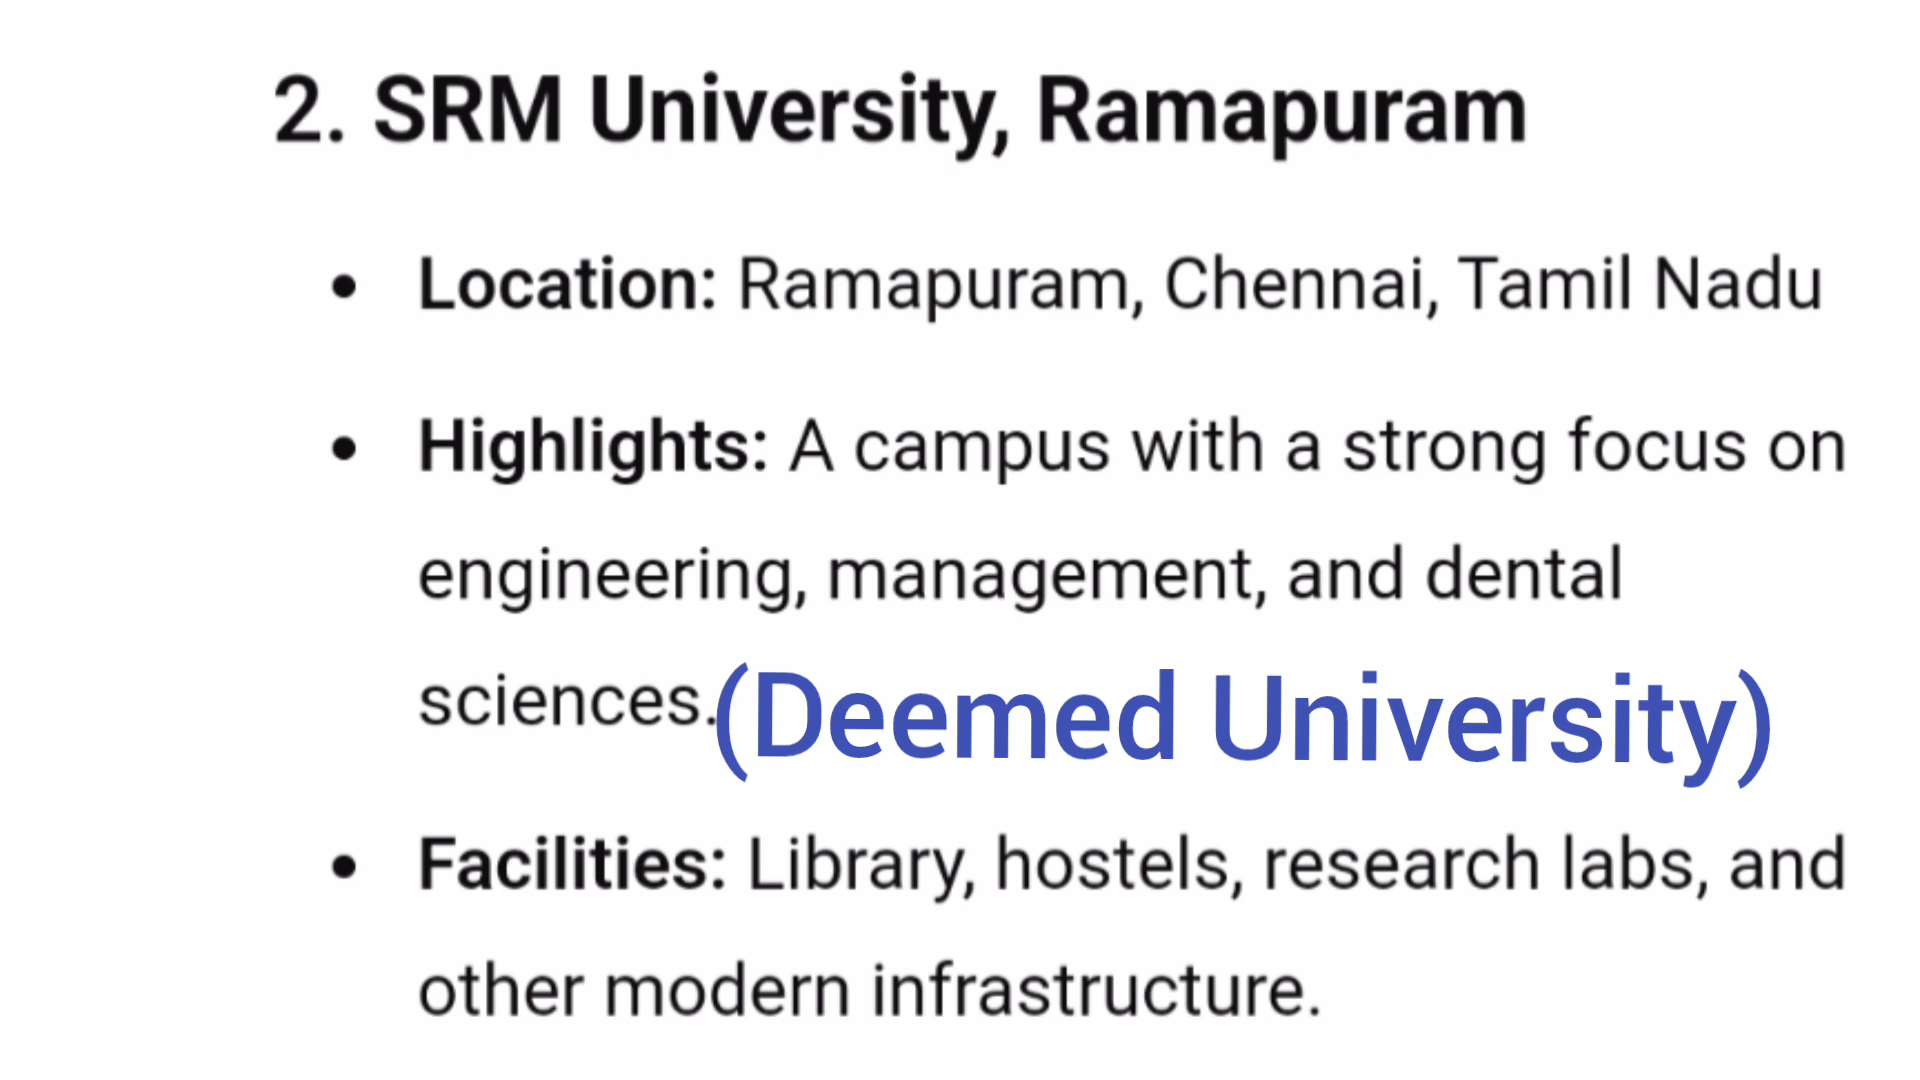 2. SRM University, Ramapuram
• Location: Ramapuram, Chennai, Tamil Nadu
• Highlights: A campus with a strong focus on
engineering, management, and dental
sciences.(Deemed University)
• Facilities: Library, hostels, research labs, and
other modern infrastructure.